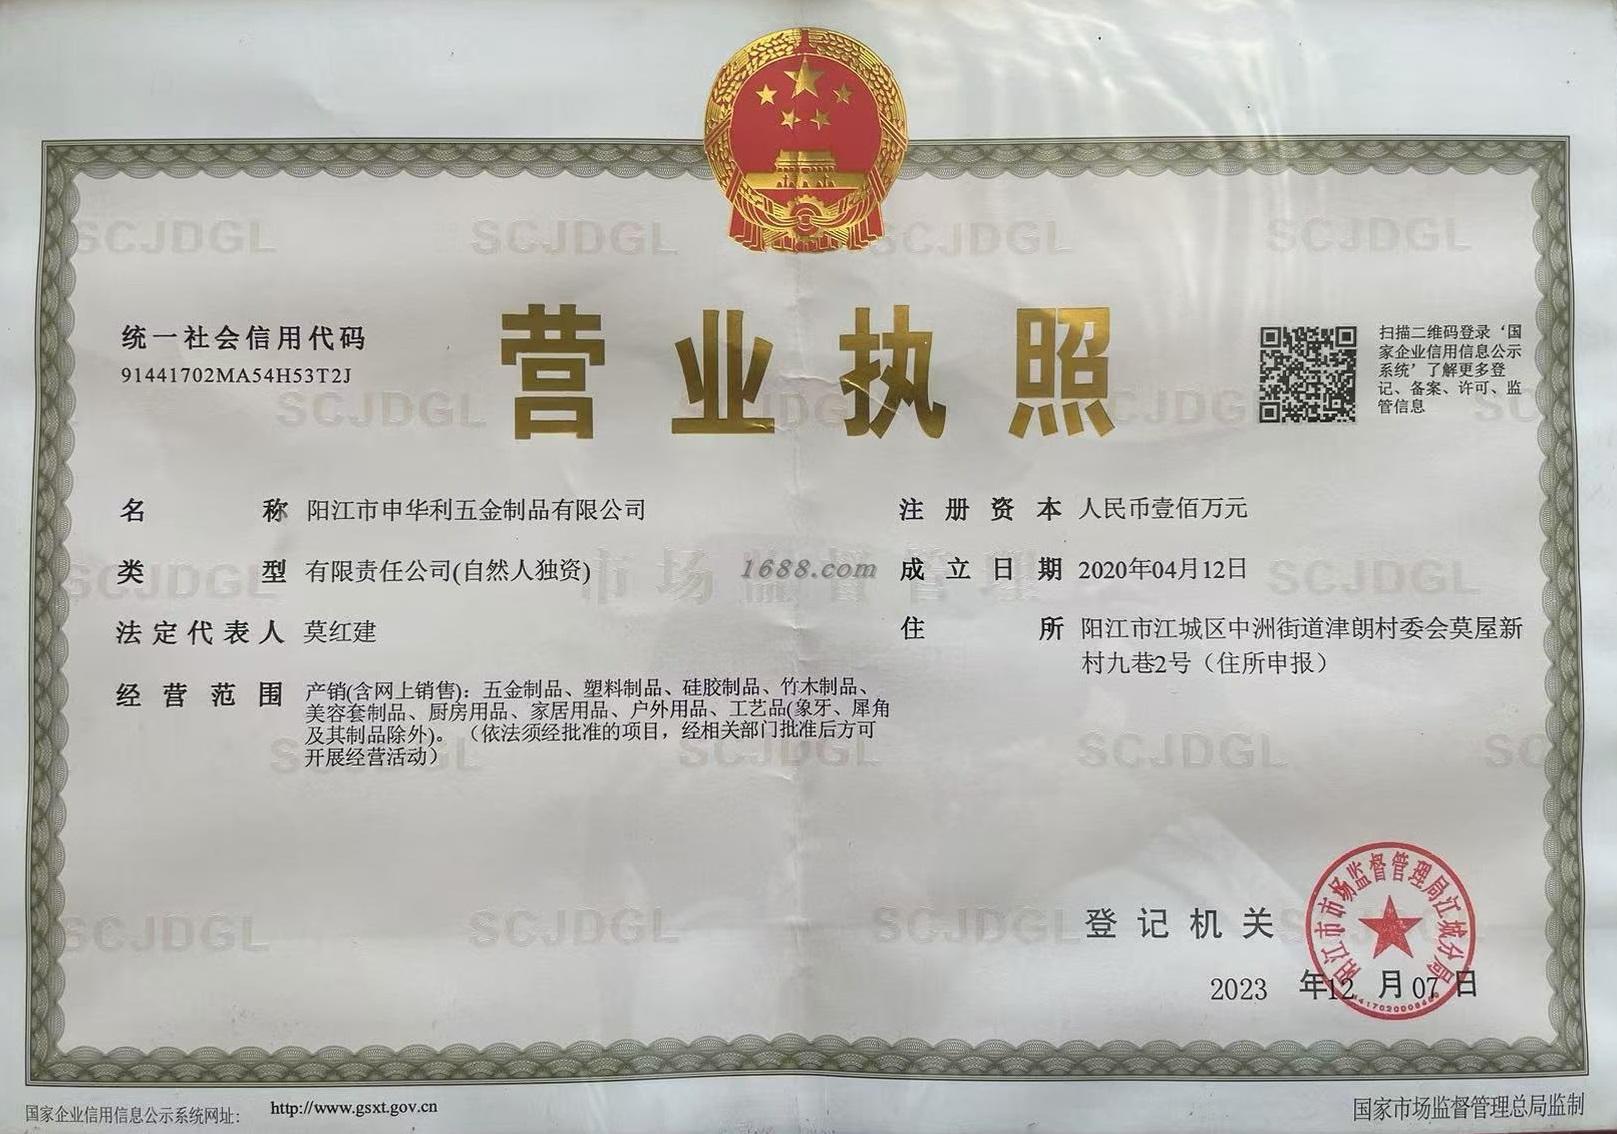 营业执照
统一社会信用代码
91441702MA54H53T2J
扫描二维码登录‘国
家企业信用信息公示
系统’了解更多登
记、备案、许可、监
管信息
名称 阳江市申华利五金制品有限公司
类型 有限责任公司(自然人独资)
法定代表人 莫红建
经营范围 产销(含网上销售)：五金制品、塑料制品、硅胶制品、竹木制品、
美容套制品、厨房用品、家居用品、户外用品、工艺品(象牙、犀角
及其制品除外)。（依法须经批准的项目，经相关部门批准后方可
开展经营活动）
注册资本 人民币壹佰万元
成立日期 2020年04月12日
住所 阳江市江城区中洲街道津朗村委会莫屋新
村九巷2号（住所申报）
1688.com
市场监督管理
SCJDGL
登记机关
阳江市市场监督管理局江城分局
2023 年12 月07日
国家企业信用信息公示系统网址: http://www.gsxt.gov.cn
国家市场监督管理总局监制